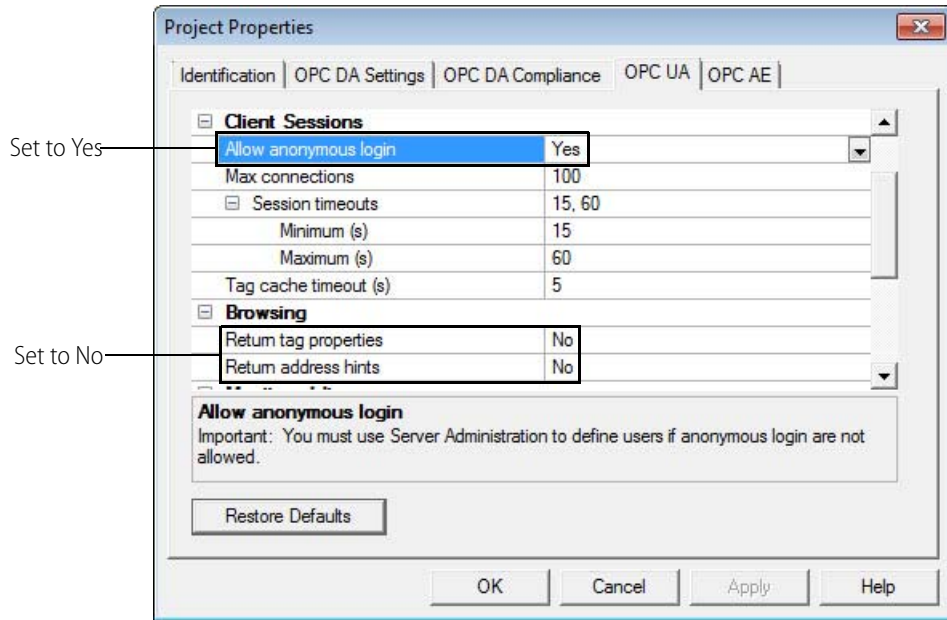 Project Properties
Identification OPC DA Settings OPC DA Compliance OPC UA OPC AE
Client Sessions
Set to Yes
Allow anonymous login Yes
Max connections 100
Session timeouts 15, 60
Minimum (s) 15
Maximum (s) 60
Tag cache timeout (s) 5
Browsing
Set to No
Return tag properties No
Return address hints No
Allow anonymous login
Important: You must use Server Administration to define users if anonymous login are not
allowed.
Restore Defaults
OK Cancel Apply Help